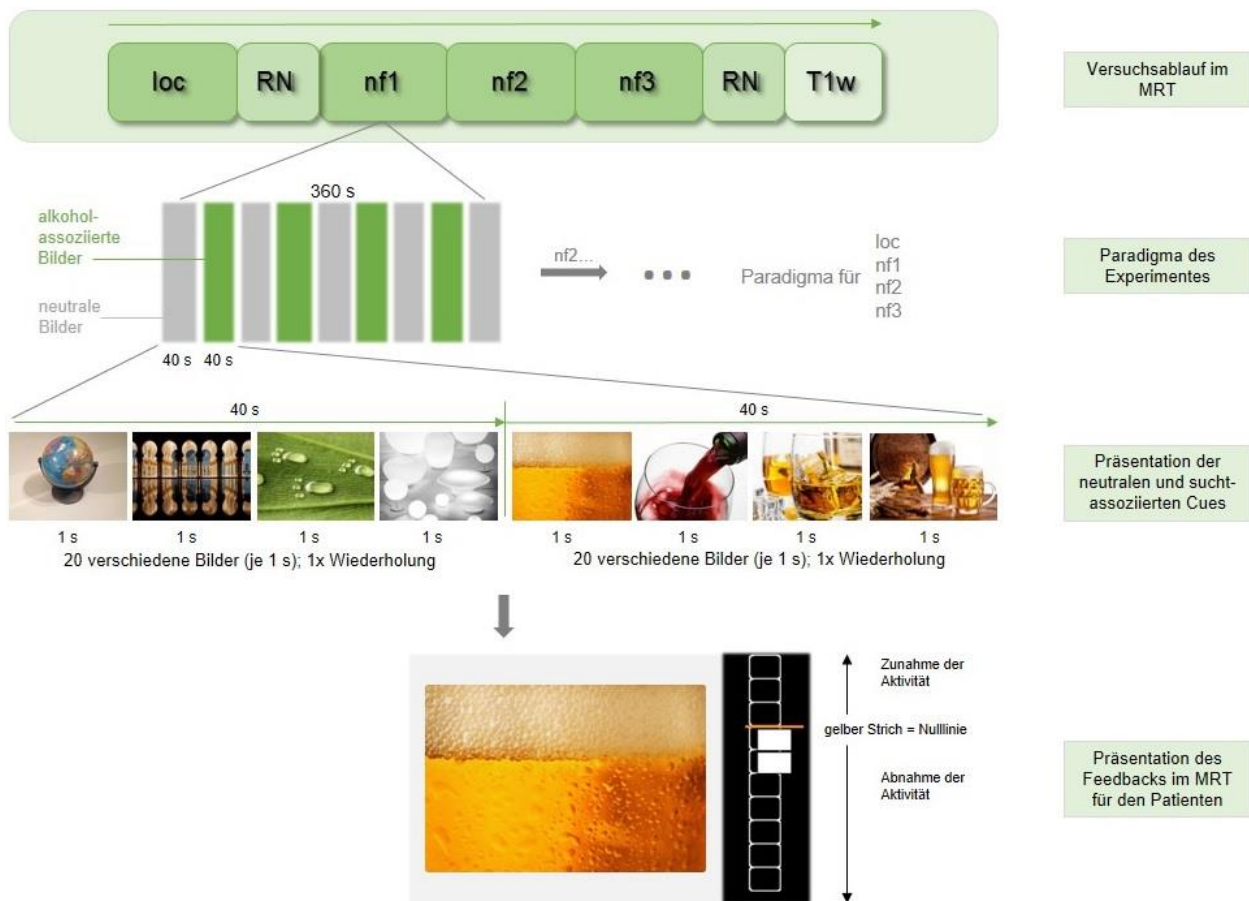 loc RN nf1 nf2 nf3 RN T1w
Versuchsablauf im
MRT
360 s
alkohol-
assoziierte
Bilder
neutrale
Bilder
40 s 40 s
nf2...
Paradigma für
loc
nf1
nf2
nf3
Paradigma des
Experimentes
40 s 40 s
1 s 1 s 1 s 1 s 1 s 1 s 1 s 1 s
20 verschiedene Bilder (je 1 s); 1x Wiederholung 20 verschiedene Bilder (je 1 s); 1x Wiederholung
Präsentation der
neutralen und sucht-
assoziierten Cues
Zunahme der
Aktivität
gelber Strich = Nulllinie
Abnahme der
Aktivität
Präsentation des
Feedbacks im MRT
für den Patienten